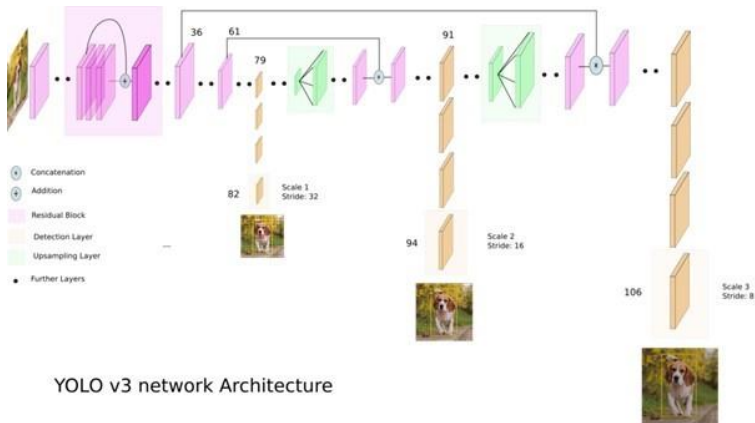 36
61
91
79
Concatenation
Addition
82
Scale 1
Stride: 32
Residual Block
Detection Layer
...
94
Scale 2
Stride: 16
Upsampling Layer
Further Layers
106
Scale 3
Stride: 8
YOLO v3 network Architecture